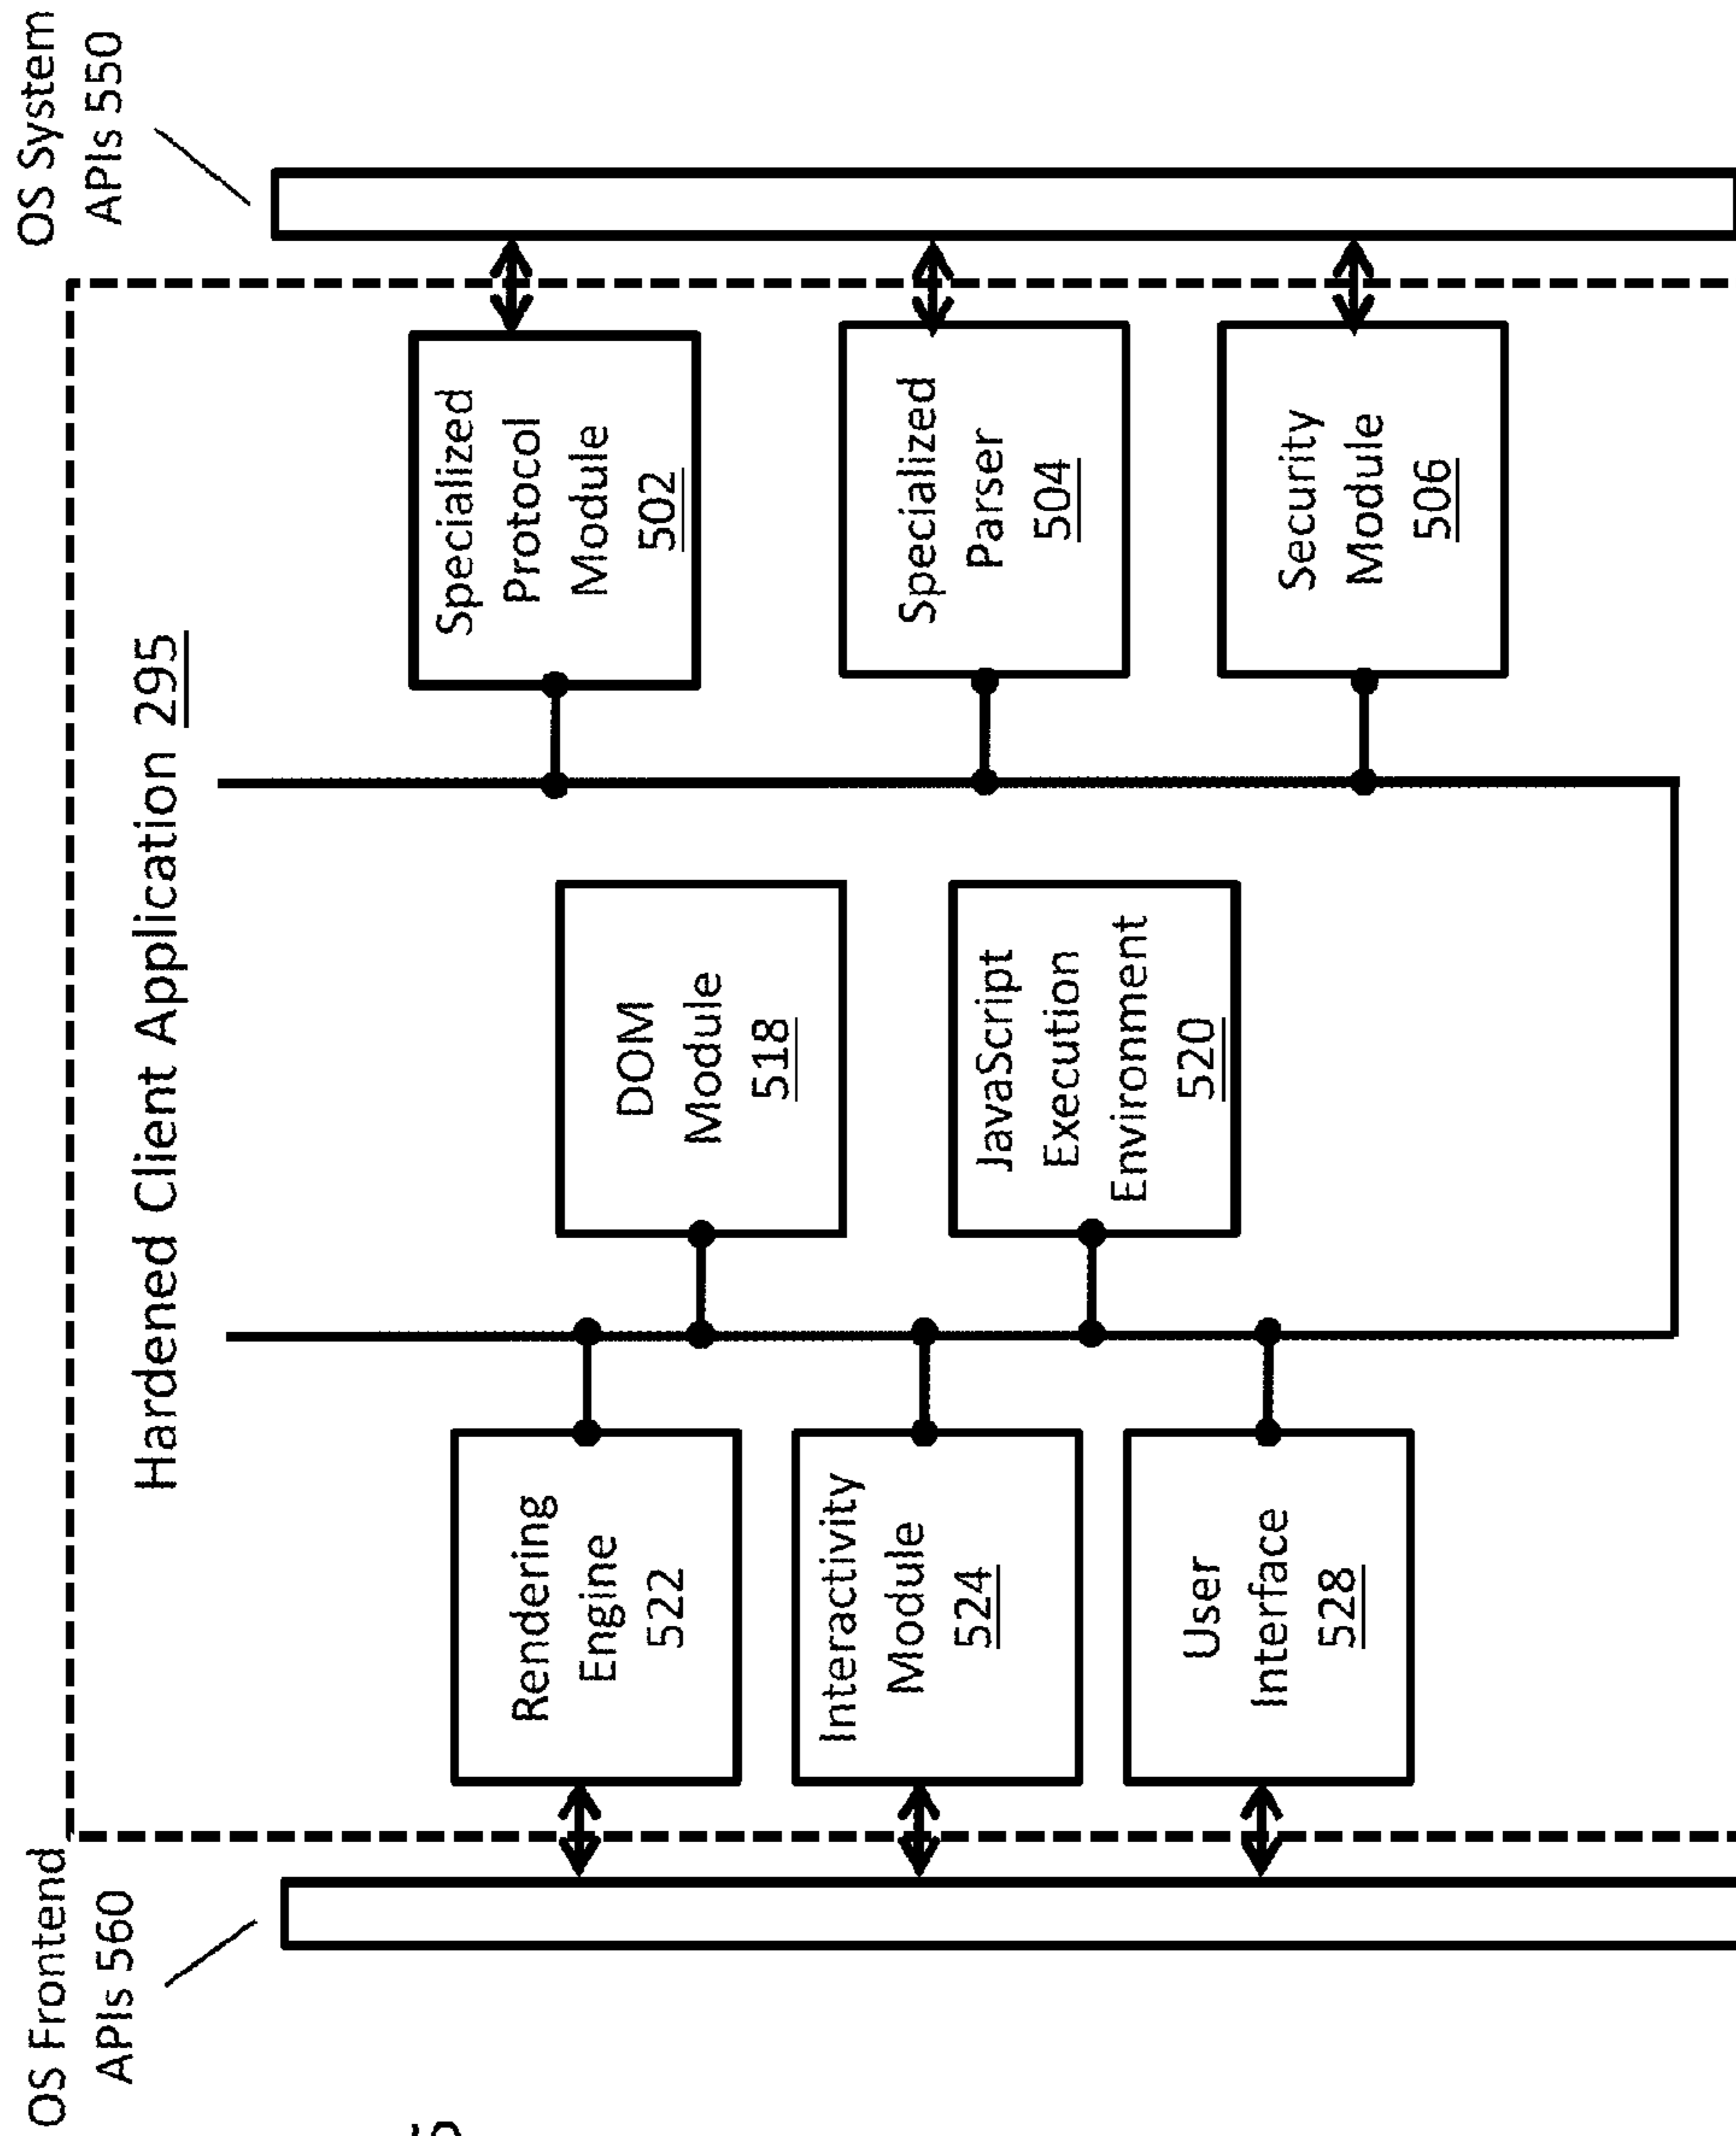 OS Frontend
APIs 560
OS System
APIs 550
Hardened Client Application 295
Rendering
Engine
522
Interactivity
Module
524
User
Interface
528
DOM
Module
518
JavaScript
Execution
Environment
520
Specialized
Protocol
Module
502
Specialized
Parser
504
Security
Module
506